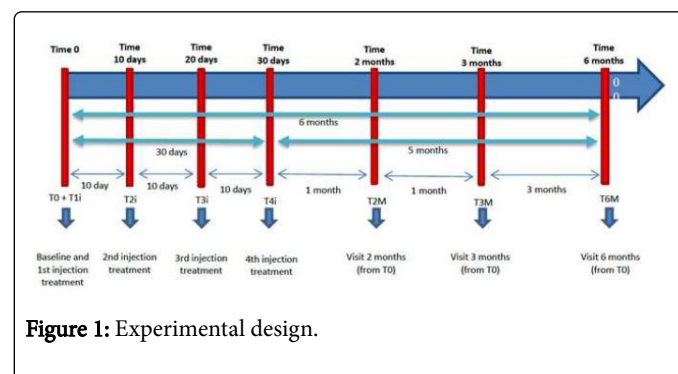 Time 0
Time
10 days
Time
20 days
Time
30 days
Time
2 months
Time
3 months
Time
6 months
0
0
6 months
30 days
5 months
10 day
10 days
10 days
1 month
1 month
3 months
T0 + T1i
T2i
T3i
T4i
T2M
T3M
T6M
Baseline and
1st injection
treatment
2nd injection
treatment
3rd injection
treatment
4th injection
treatment
Visit 2 months
(from T0)
Visit 3 months
(from T0)
Visit 6 months
(from T0)
Figure 1: Experimental design.